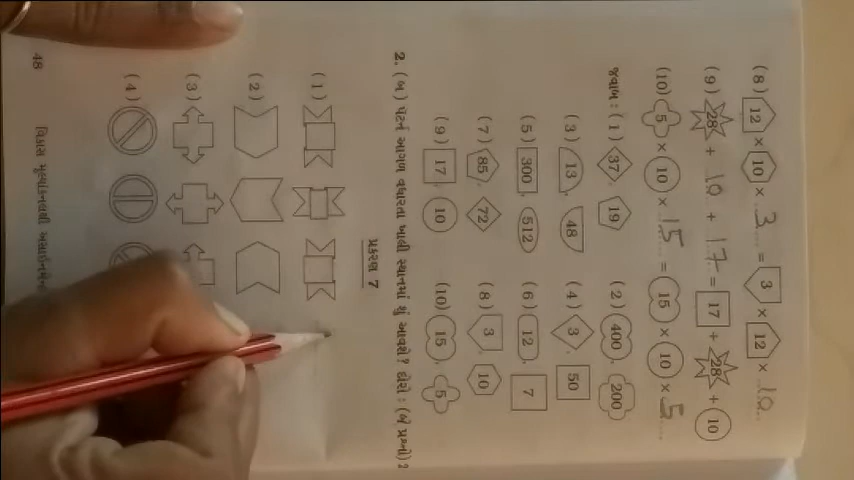 (8) 12 × 10 × 3 = 3 × 12 × 10
(9) 28 + 10 + 17 = 17 + 28 + 10
(10) 5 × 10 × 15 = 15 × 10 × 5
જવાબ : (1) 37, 19 (2) 400, 200
(3) 13, 48 (4) 3, 50
(5) 300, 512 (6) 12, 7
(7) 85, 72 (8) 3, 10
(9) 17, 10 (10) 15, 5
2. (બ) પેટર્ન આગળ વધારતા ખાલી સ્થાનમાં શું આવશે? દોરો : (બે પ્રશ્નો) 2
પ્રકરણ 7
(1)
(2)
(3)
(4)
48 વિકાસ મૂલ્યાંકનલક્ષી